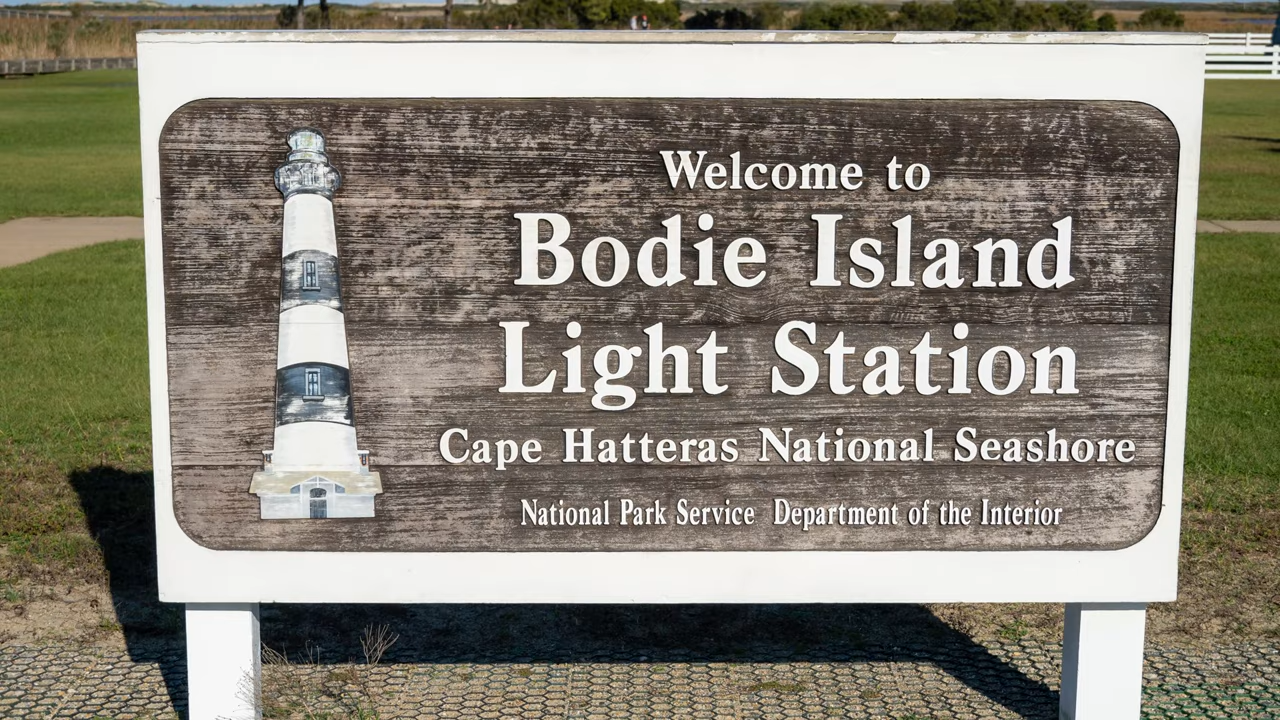 Welcome to
Bodie Island
Light Station
Cape Hatteras National Seashore
National Park Service Department of the Interior